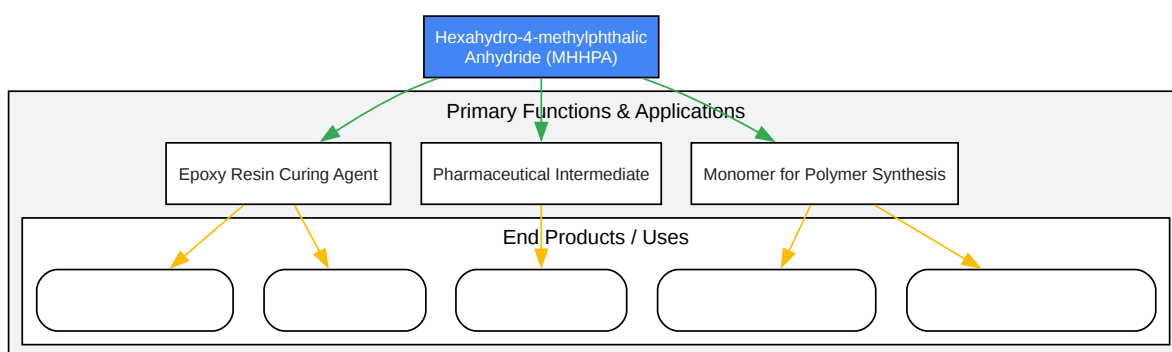 Hexahydro-4-methylphthalic
Anhydride (MHHPA)
Primary Functions & Applications
Epoxy Resin Curing Agent
Pharmaceutical Intermediate
Monomer for Polymer Synthesis
End Products / Uses